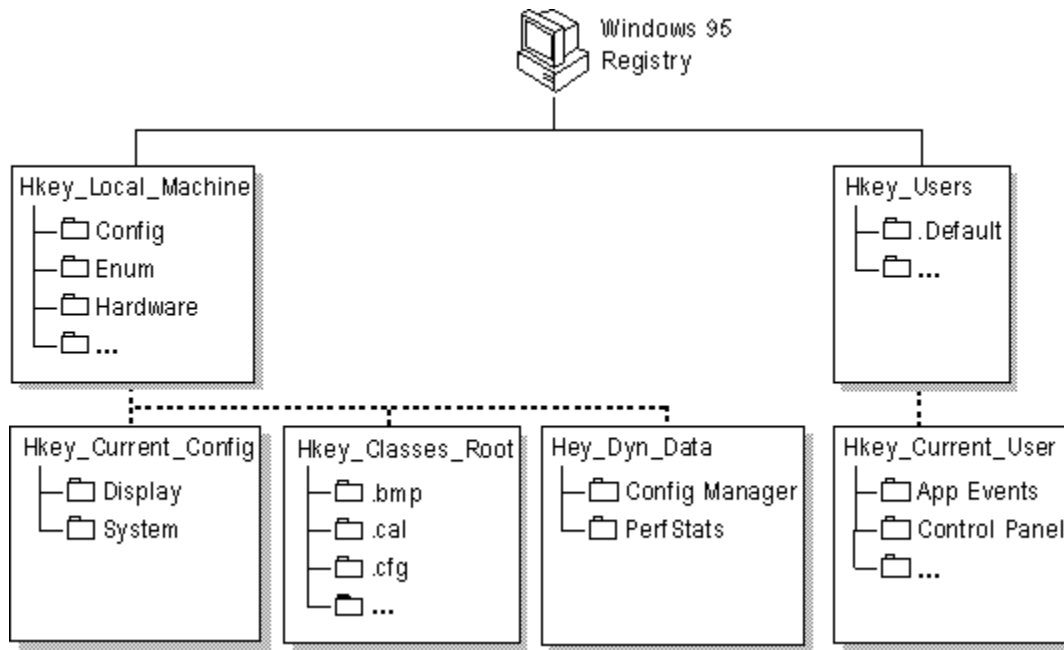 Windows 95
Registry
Hkey_Local_Machine
Config
Enum
Hardware
...
Hkey_Users
.Default
...
Hkey_Current_Config
Display
System
Hkey_Classes_Root
.bmp
.cal
.cfg
...
Hey_Dyn_Data
Config Manager
PerfStats
Hkey_Current_User
App Events
Control Panel
...